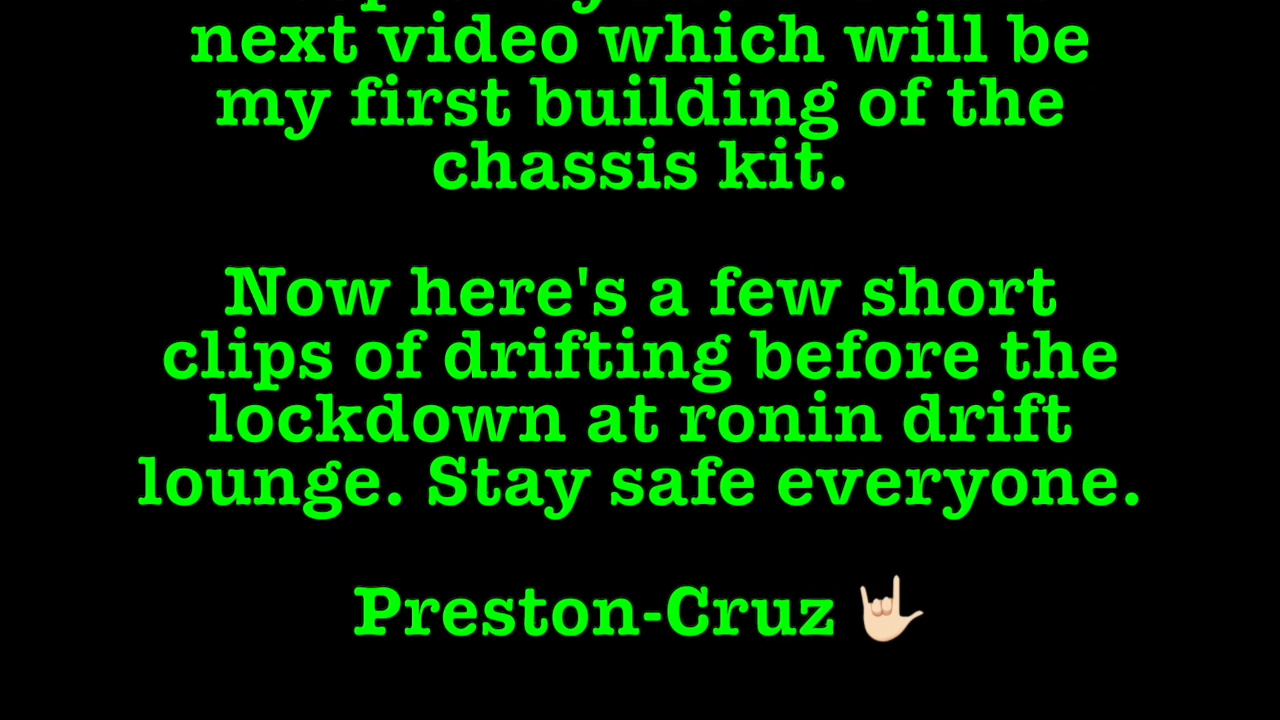 next video which will be
my first building of the
chassis kit.
Now here's a few short
clips of drifting before the
lockdown at ronin drift
lounge. Stay safe everyone.
Preston-Cruz 🤟🏻